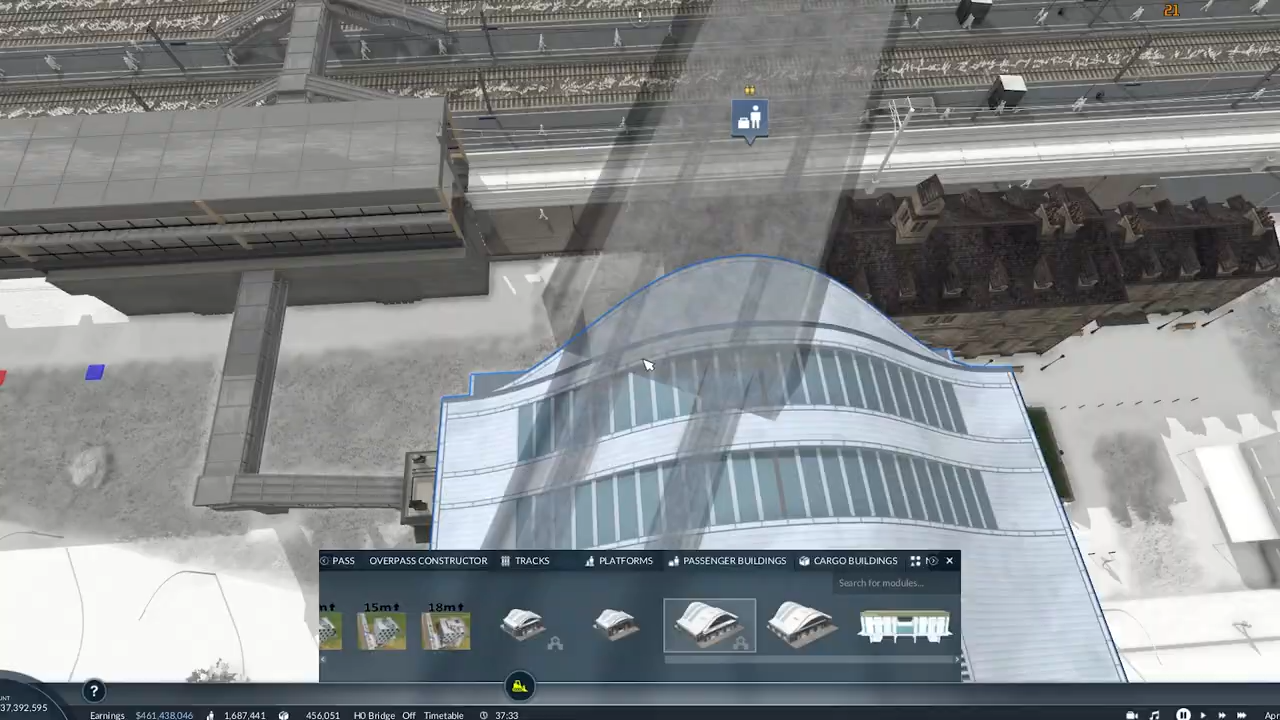 21
PASS OVERPASS CONSTRUCTOR TRACKS PLATFORMS PASSENGER BUILDINGS CARGO BUILDINGS
Search for modules...
15m 18m
?
37,392,595
Earnings $461,438,046 1,687,441 456,051 H0 Bridge Off Timetable 37:33